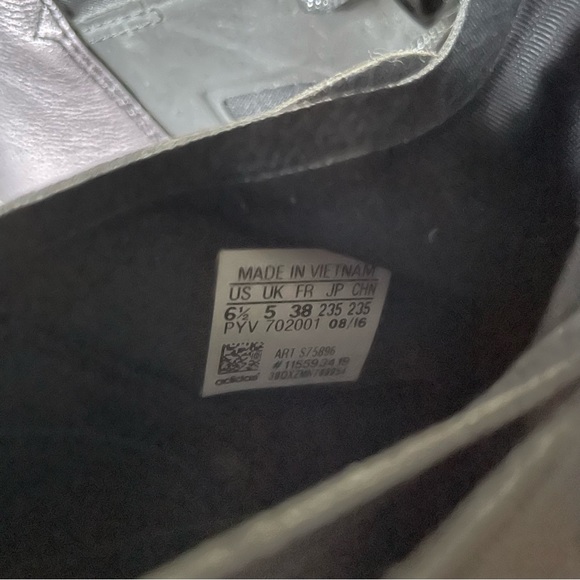 MADE IN VIETNAM
US UK FR JP CHN
6½ 5 38 235 235
PYV 702001 08/16
ART S75896
adidas